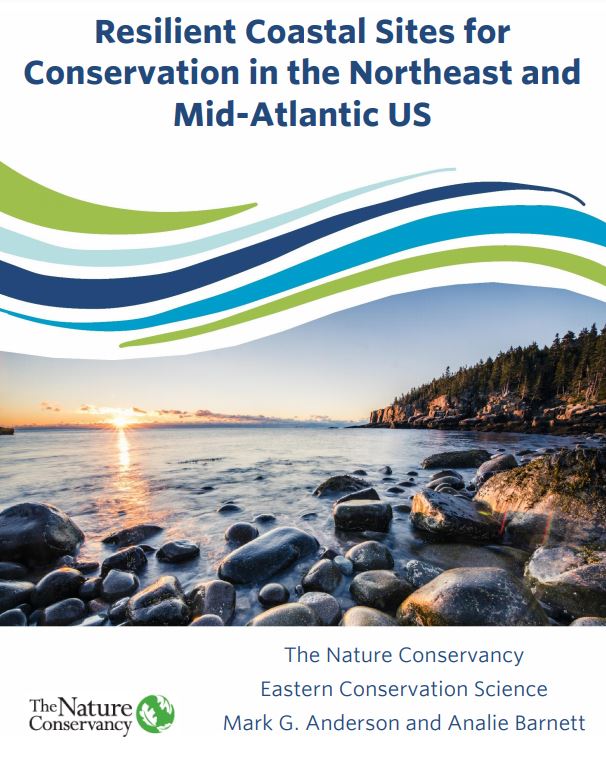 Resilient Coastal Sites for
Conservation in the Northeast and
Mid-Atlantic US
The Nature Conservancy
Eastern Conservation Science
Mark G. Anderson and Analie Barnett
The Nature
Conservancy